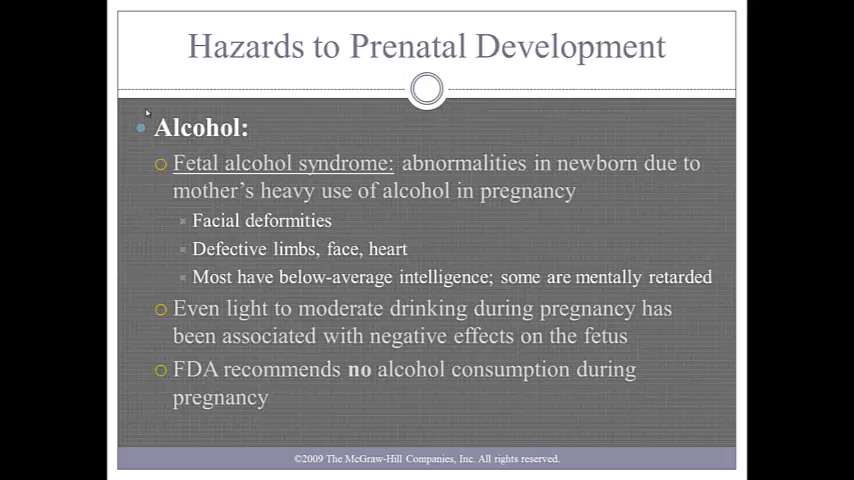 Hazards to Prenatal Development
Alcohol:
Fetal alcohol syndrome: abnormalities in newborn due to
mother's heavy use of alcohol in pregnancy
Facial deformities
Defective limbs, face, heart
Most have below-average intelligence; some are mentally retarded
Even light to moderate drinking during pregnancy has
been associated with negative effects on the fetus
FDA recommends no alcohol consumption during
pregnancy
©2009 The McGraw-Hill Companies, Inc. All rights reserved.